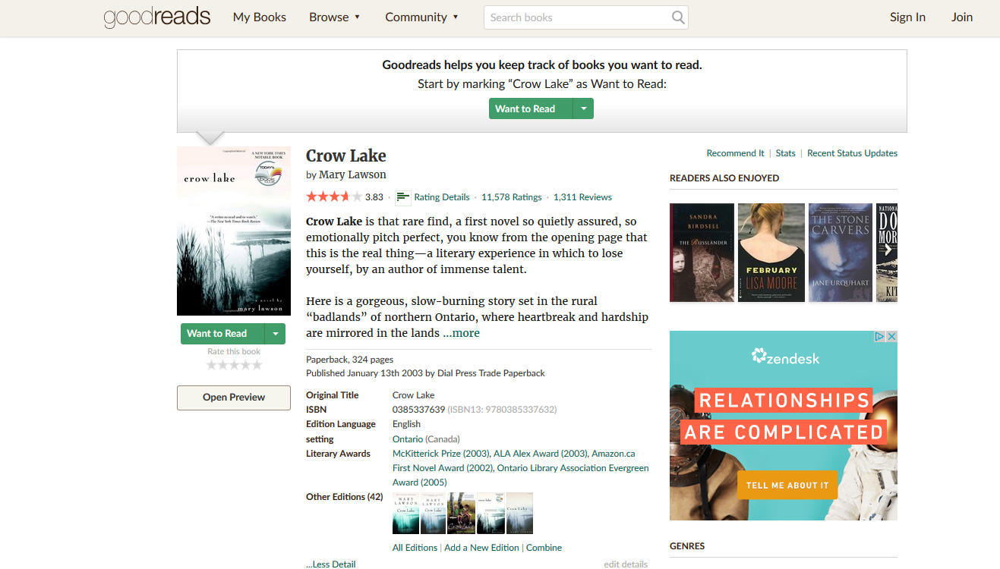 goodreads My Books Browse ▼ Community ▼ Search books Sign In Join
Goodreads helps you keep track of books you want to read.
Start by marking “Crow Lake” as Want to Read:
Want to Read
A NEW YORK TIMES
NOTABLE BOOK
TODAY's
BOOK
CLUB
crow lake
"A writer to read and to watch."
—The New York Times Book Review
a novel by
mary lawson
Want to Read
Rate this book
Open Preview
Crow Lake
by Mary Lawson
3.83 · Rating Details · 11,578 Ratings · 1,311 Reviews
Crow Lake is that rare find, a first novel so quietly assured, so
emotionally pitch perfect, you know from the opening page that
this is the real thing—a literary experience in which to lose
yourself, by an author of immense talent.
Here is a gorgeous, slow-burning story set in the rural
“badlands” of northern Ontario, where heartbreak and hardship
are mirrored in the lands ...more
Paperback, 324 pages
Published January 13th 2003 by Dial Press Trade Paperback
Original Title Crow Lake
ISBN 0385337639 (ISBN13: 9780385337632)
Edition Language English
setting Ontario (Canada)
Literary Awards McKitterick Prize (2003), ALA Alex Award (2003), Amazon.ca
First Novel Award (2002), Ontario Library Association Evergreen
Award (2005)
Other Editions (42)
MARY
LAWSON
Crow Lake
MARY
LAWSON
Crow Lake
Crow Lake
crow lake
Crow Lake
All Editions | Add a New Edition | Combine
...Less Detail edit details
Recommend It | Stats | Recent Status Updates
READERS ALSO ENJOYED
SANDRA
BIRDSELL
THE RUSSLÄNDER
FEBRUARY
LISA MOORE
THE STONE
CARVERS
JANE URQUHART
NATIONA
DO
MOR
KIT
zendesk
RELATIONSHIPS
ARE COMPLICATED
TELL ME ABOUT IT
GENRES